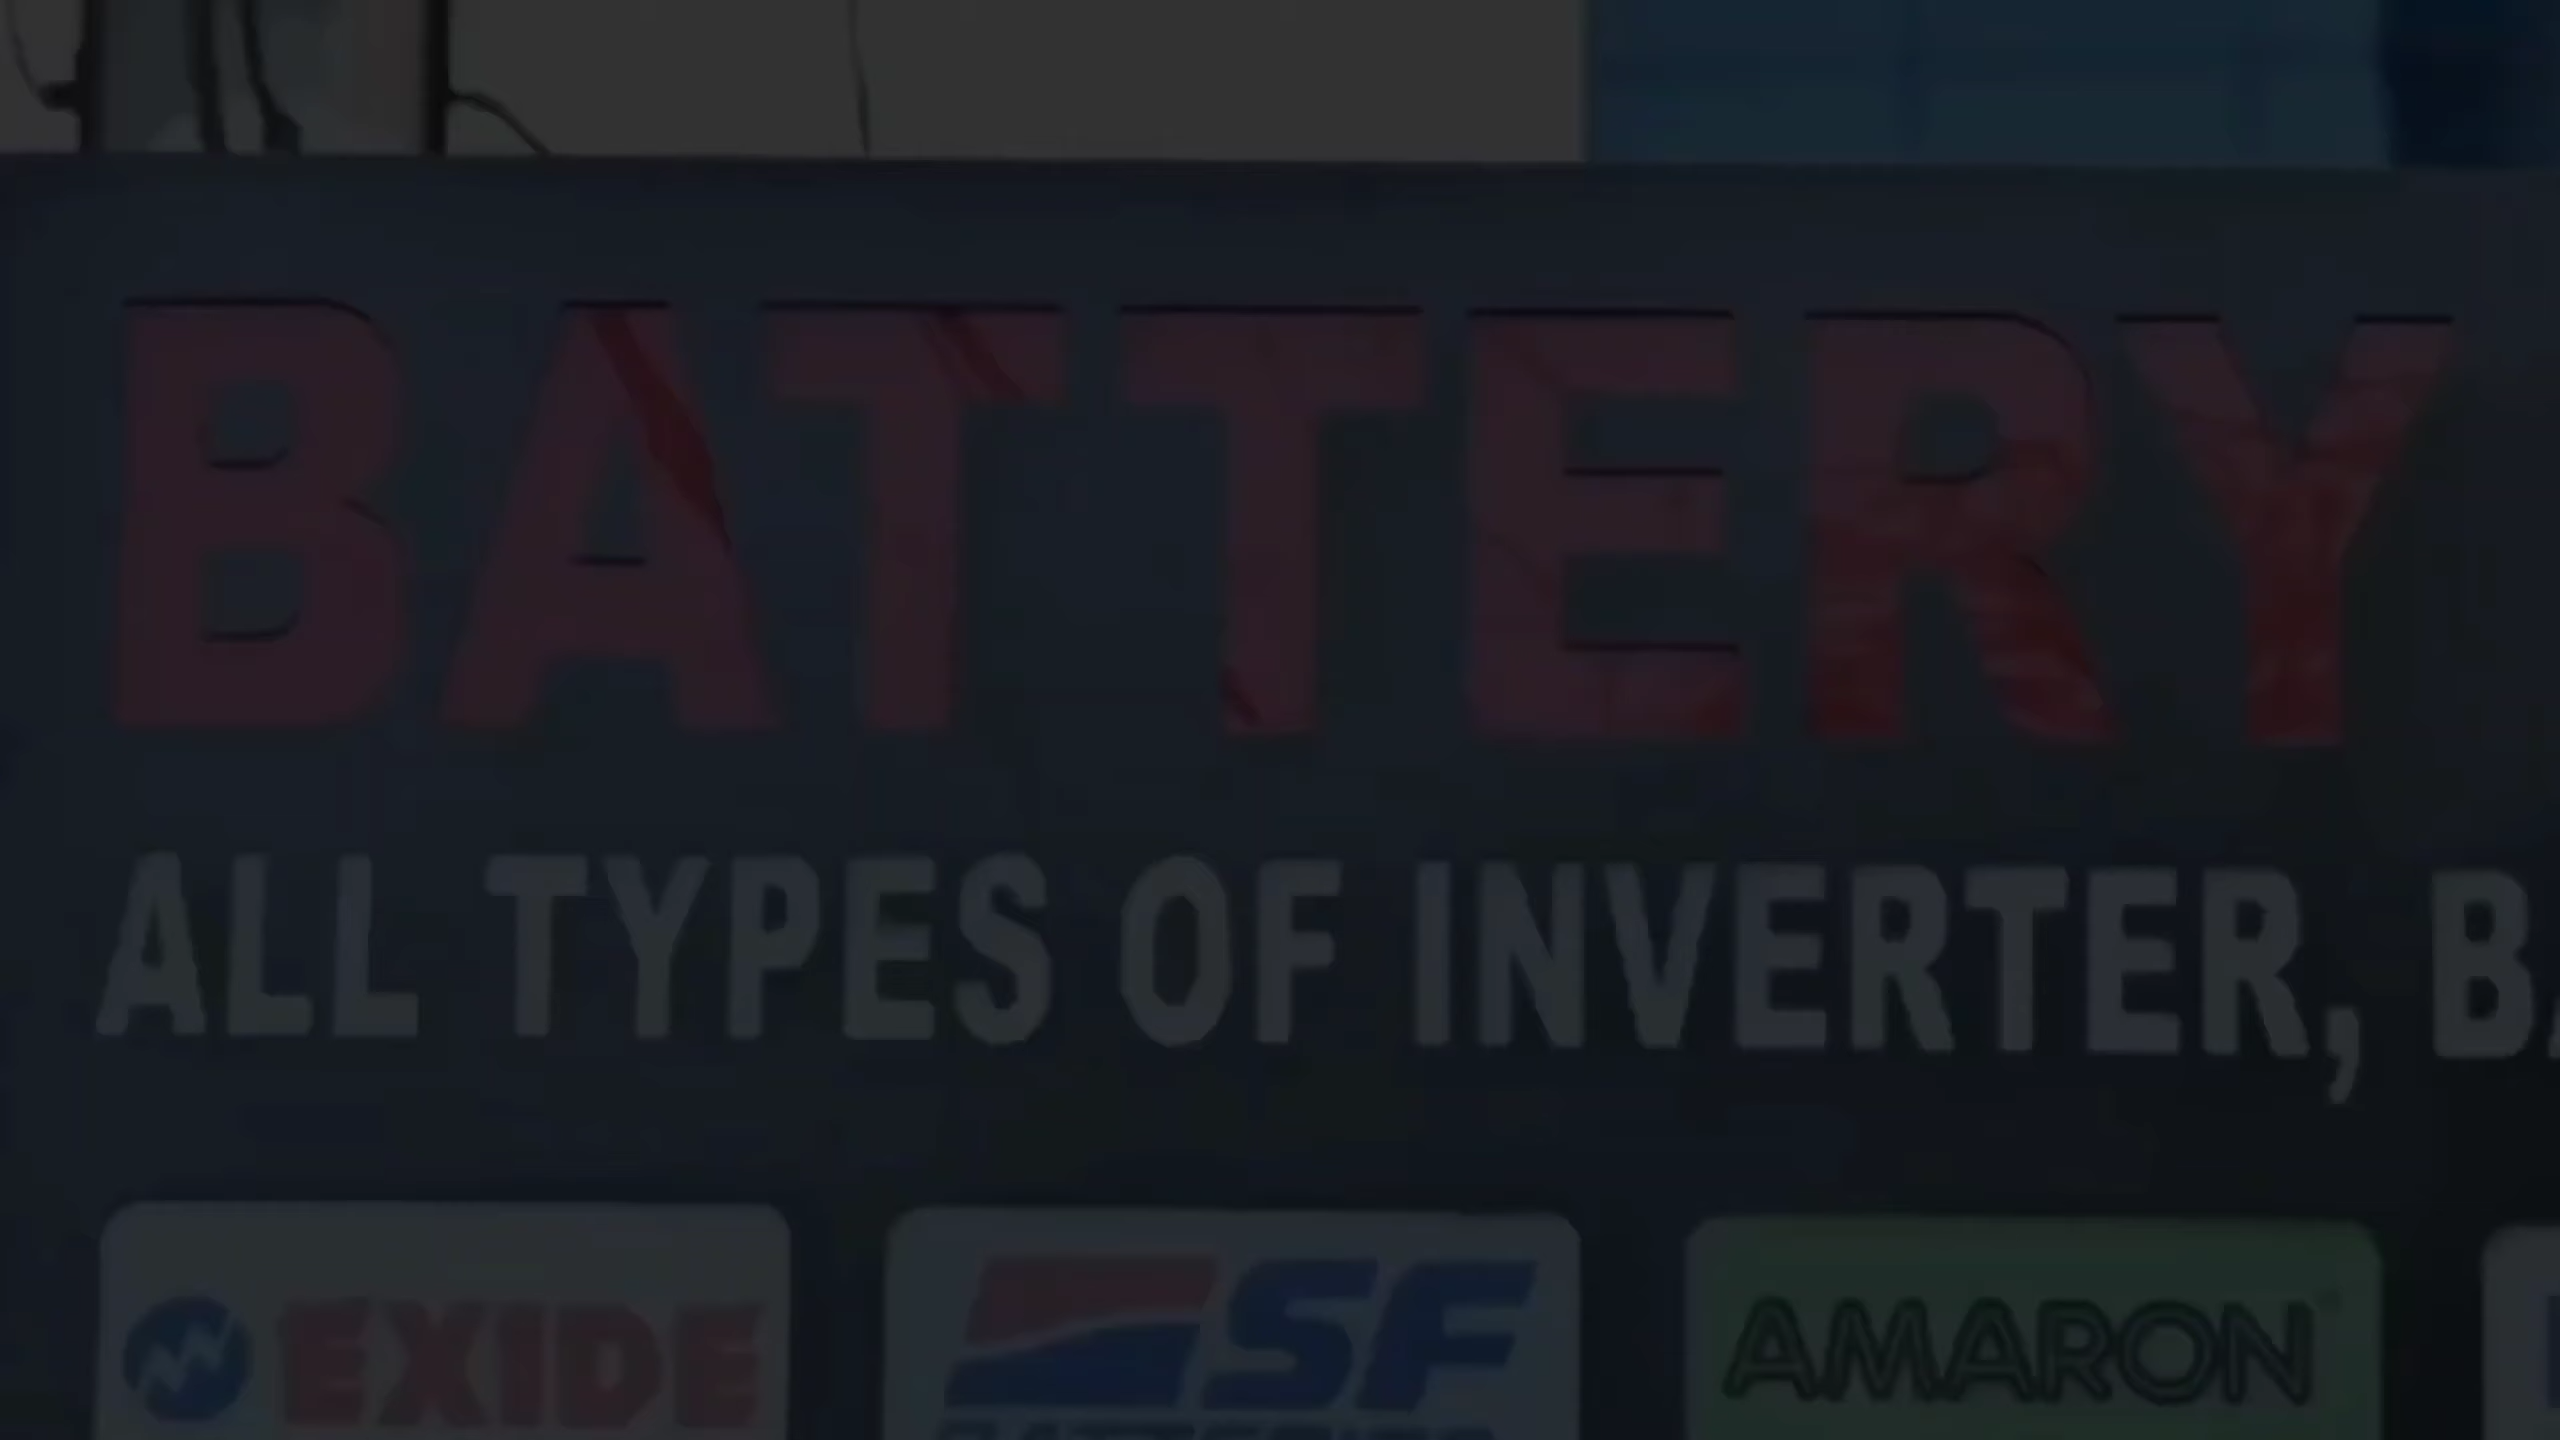 BATTERY
ALL TYPES OF INVERTER,
EXIDE
SF
AMARON